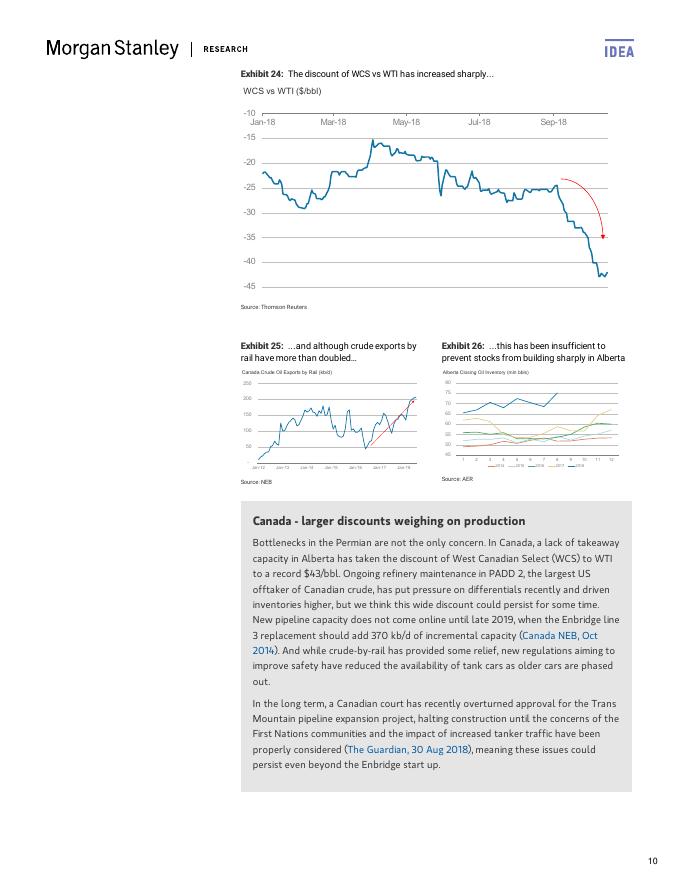 Morgan Stanley | RESEARCH
IDEA
Exhibit 24: The discount of WCS vs WTI has increased sharply...
WCS vs WTI ($/bbl)
-10
Jan-18 Mar-18 May-18 Jul-18 Sep-18
-15
-20
-25
-30
-35
-40
-45
Source: Thomson Reuters
Exhibit 25: ...and although crude exports by
rail have more than doubled...
Canada Crude Oil Exports by Rail (kb/d)
250
200
150
100
50
-
Jan-12 Jan-13 Jan-14 Jan-15 Jan-16 Jan-17 Jan-18
Source: NEB
Exhibit 26: ...this has been insufficient to
prevent stocks from building sharply in Alberta
Alberta Closing Oil Inventory (mln bbls)
80
75
70
65
60
55
50
45
40
1 2 3 4 5 6 7 8 9 10 11 12
2014 2015 2016 2017 2018
Source: AER
Canada - larger discounts weighing on production
Bottlenecks in the Permian are not the only concern. In Canada, a lack of takeaway
capacity in Alberta has taken the discount of West Canadian Select (WCS) to WTI
to a record $43/bbl. Ongoing refinery maintenance in PADD 2, the largest US
offtaker of Canadian crude, has put pressure on differentials recently and driven
inventories higher, but we think this wide discount could persist for some time.
New pipeline capacity does not come online until late 2019, when the Enbridge line
3 replacement should add 370 kb/d of incremental capacity (Canada NEB, Oct
2014). And while crude-by-rail has provided some relief, new regulations aiming to
improve safety have reduced the availability of tank cars as older cars are phased
out.
In the long term, a Canadian court has recently overturned approval for the Trans
Mountain pipeline expansion project, halting construction until the concerns of the
First Nations communities and the impact of increased tanker traffic have been
properly considered (The Guardian, 30 Aug 2018), meaning these issues could
persist even beyond the Enbridge start up.
10